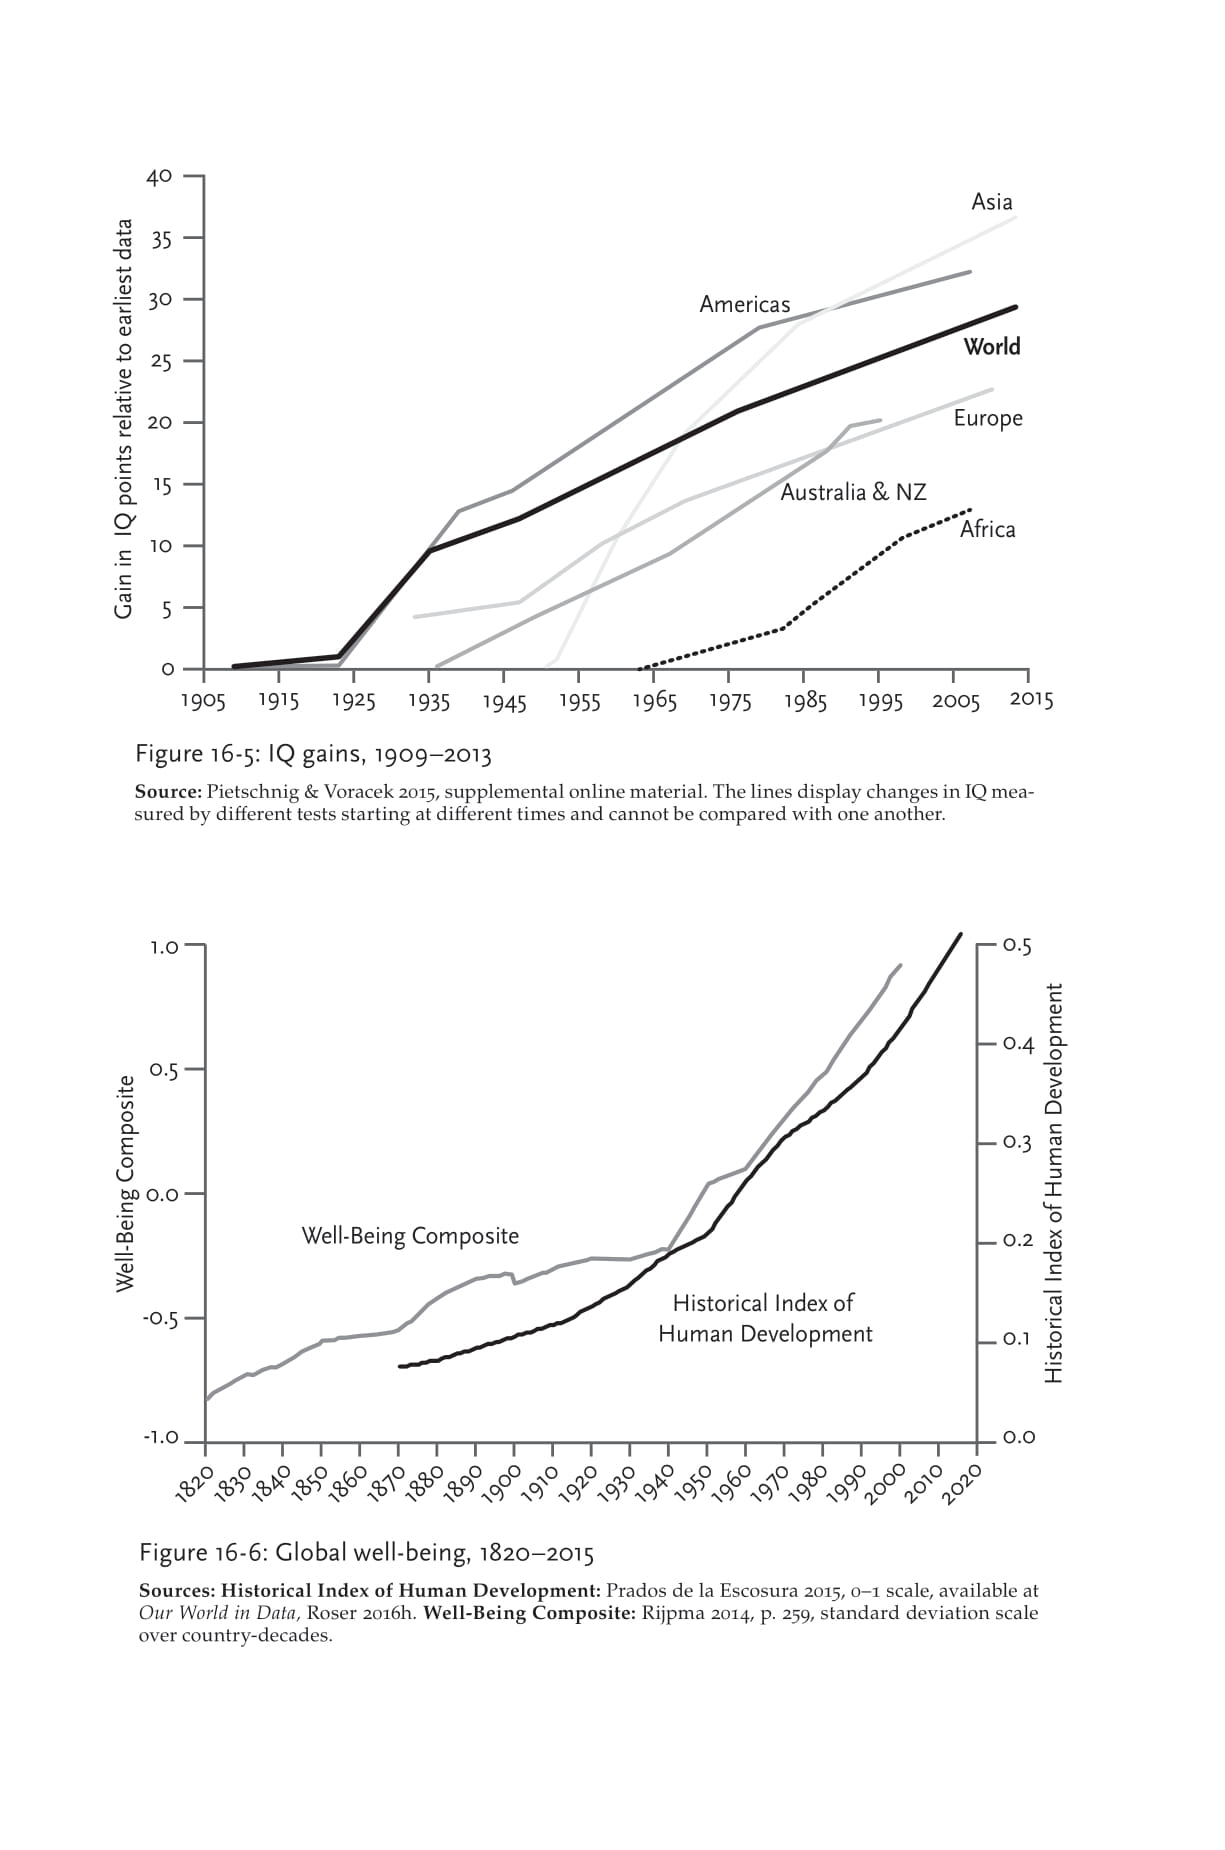 40
35
30
25
20
15
10
5
0
Gain in IQ points relative to earliest data
Asia
Americas
World
Europe
Australia & NZ
Africa
1905 1915 1925 1935 1945 1955 1965 1975 1985 1995 2005 2015
Figure 16-5: IQ gains, 1909–2013
Source: Pietschnig & Voracek 2015, supplemental online material. The lines display changes in IQ mea-
sured by different tests starting at different times and cannot be compared with one another.
1.0
0.5
0.0
-0.5
-1.0
Well-Being Composite
Well-Being Composite
Historical Index of
Human Development
0.5
0.4
0.3
0.2
0.1
0.0
Historical Index of Human Development
1820 1830 1840 1850 1860 1870 1880 1890 1900 1910 1920 1930 1940 1950 1960 1970 1980 1990 2000 2010 2020
Figure 16-6: Global well-being, 1820–2015
Sources: Historical Index of Human Development: Prados de la Escosura 2015, 0–1 scale, available at
Our World in Data, Roser 2016h. Well-Being Composite: Rijpma 2014, p. 259, standard deviation scale
over country-decades.